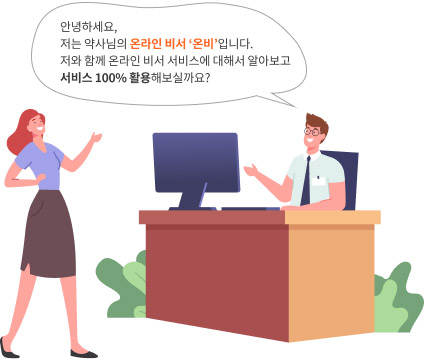 안녕하세요,
저는 약사님의 온라인 비서 ‘온비’입니다.
저와 함께 온라인 비서 서비스에 대해서 알아보고
서비스 100% 활용해보실까요?